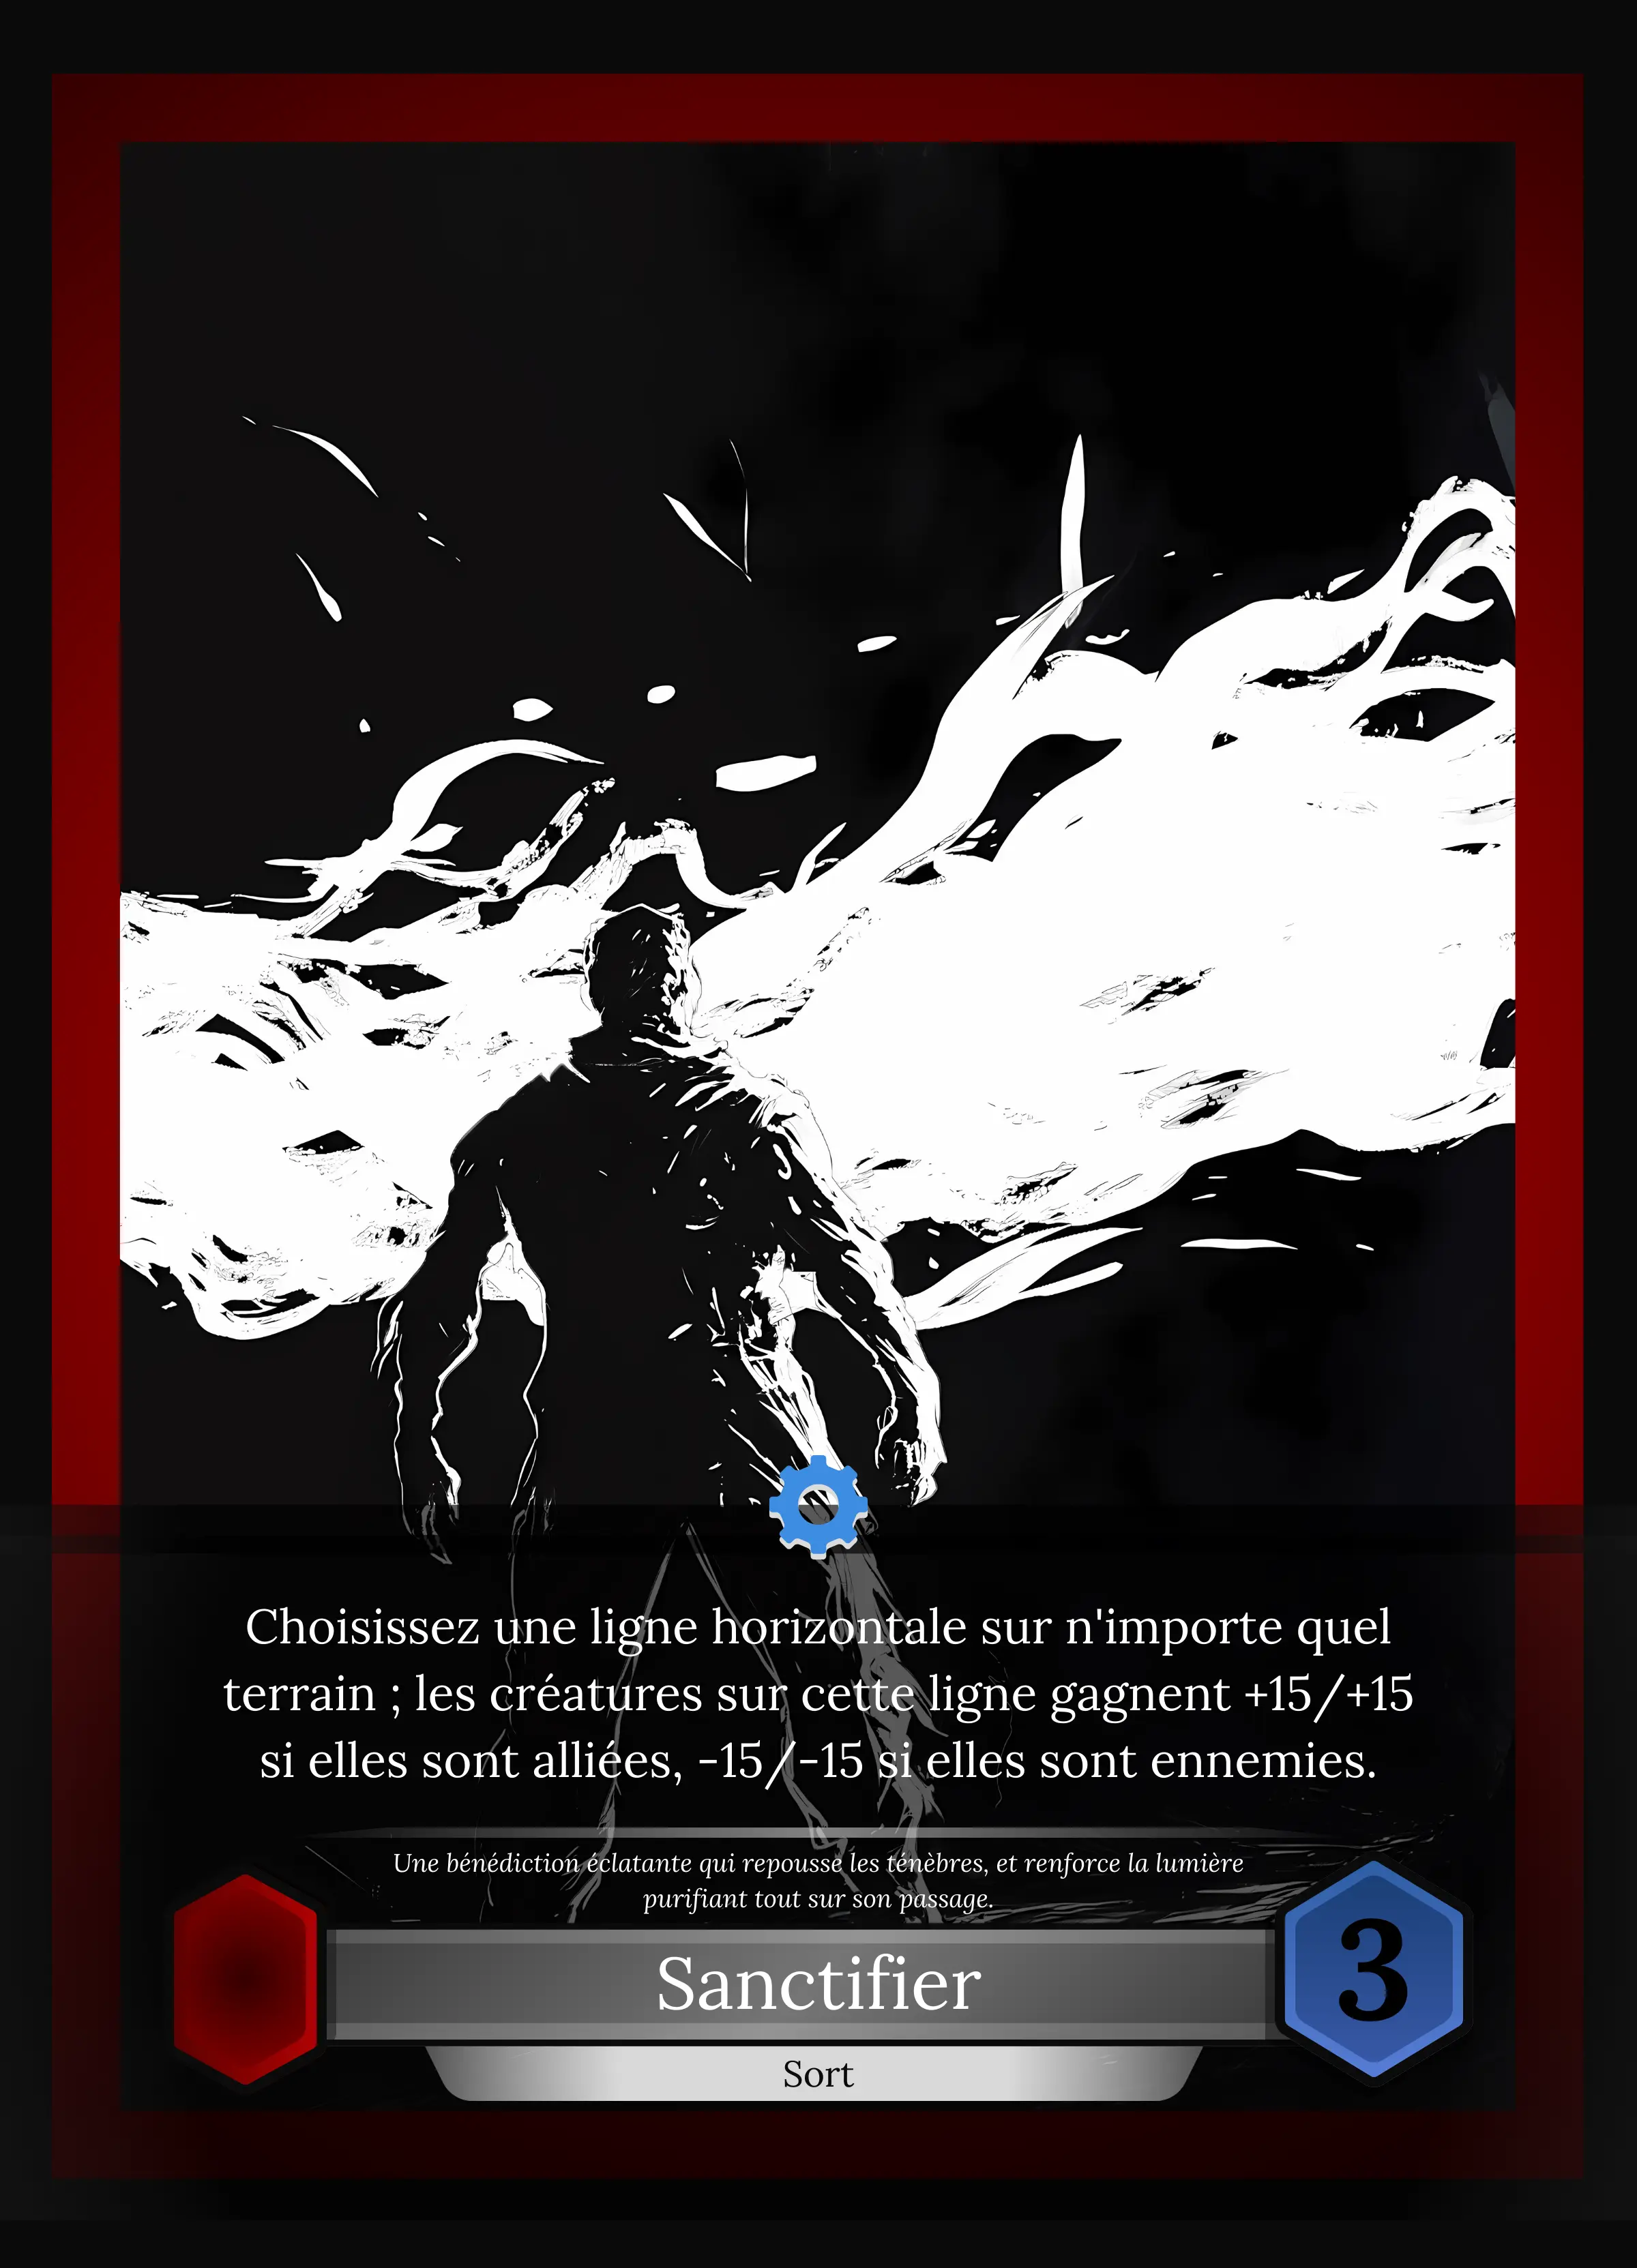 Choisissez une ligne horizontale sur n'importe quel
terrain ; les créatures sur cette ligne gagnent +15/+15
si elles sont alliées, -15/-15 si elles sont ennemies.
Une bénédiction éclatante qui repousse les ténèbres, et renforce la lumière
purifiant tout sur son passage.
Sanctifier
3
Sort